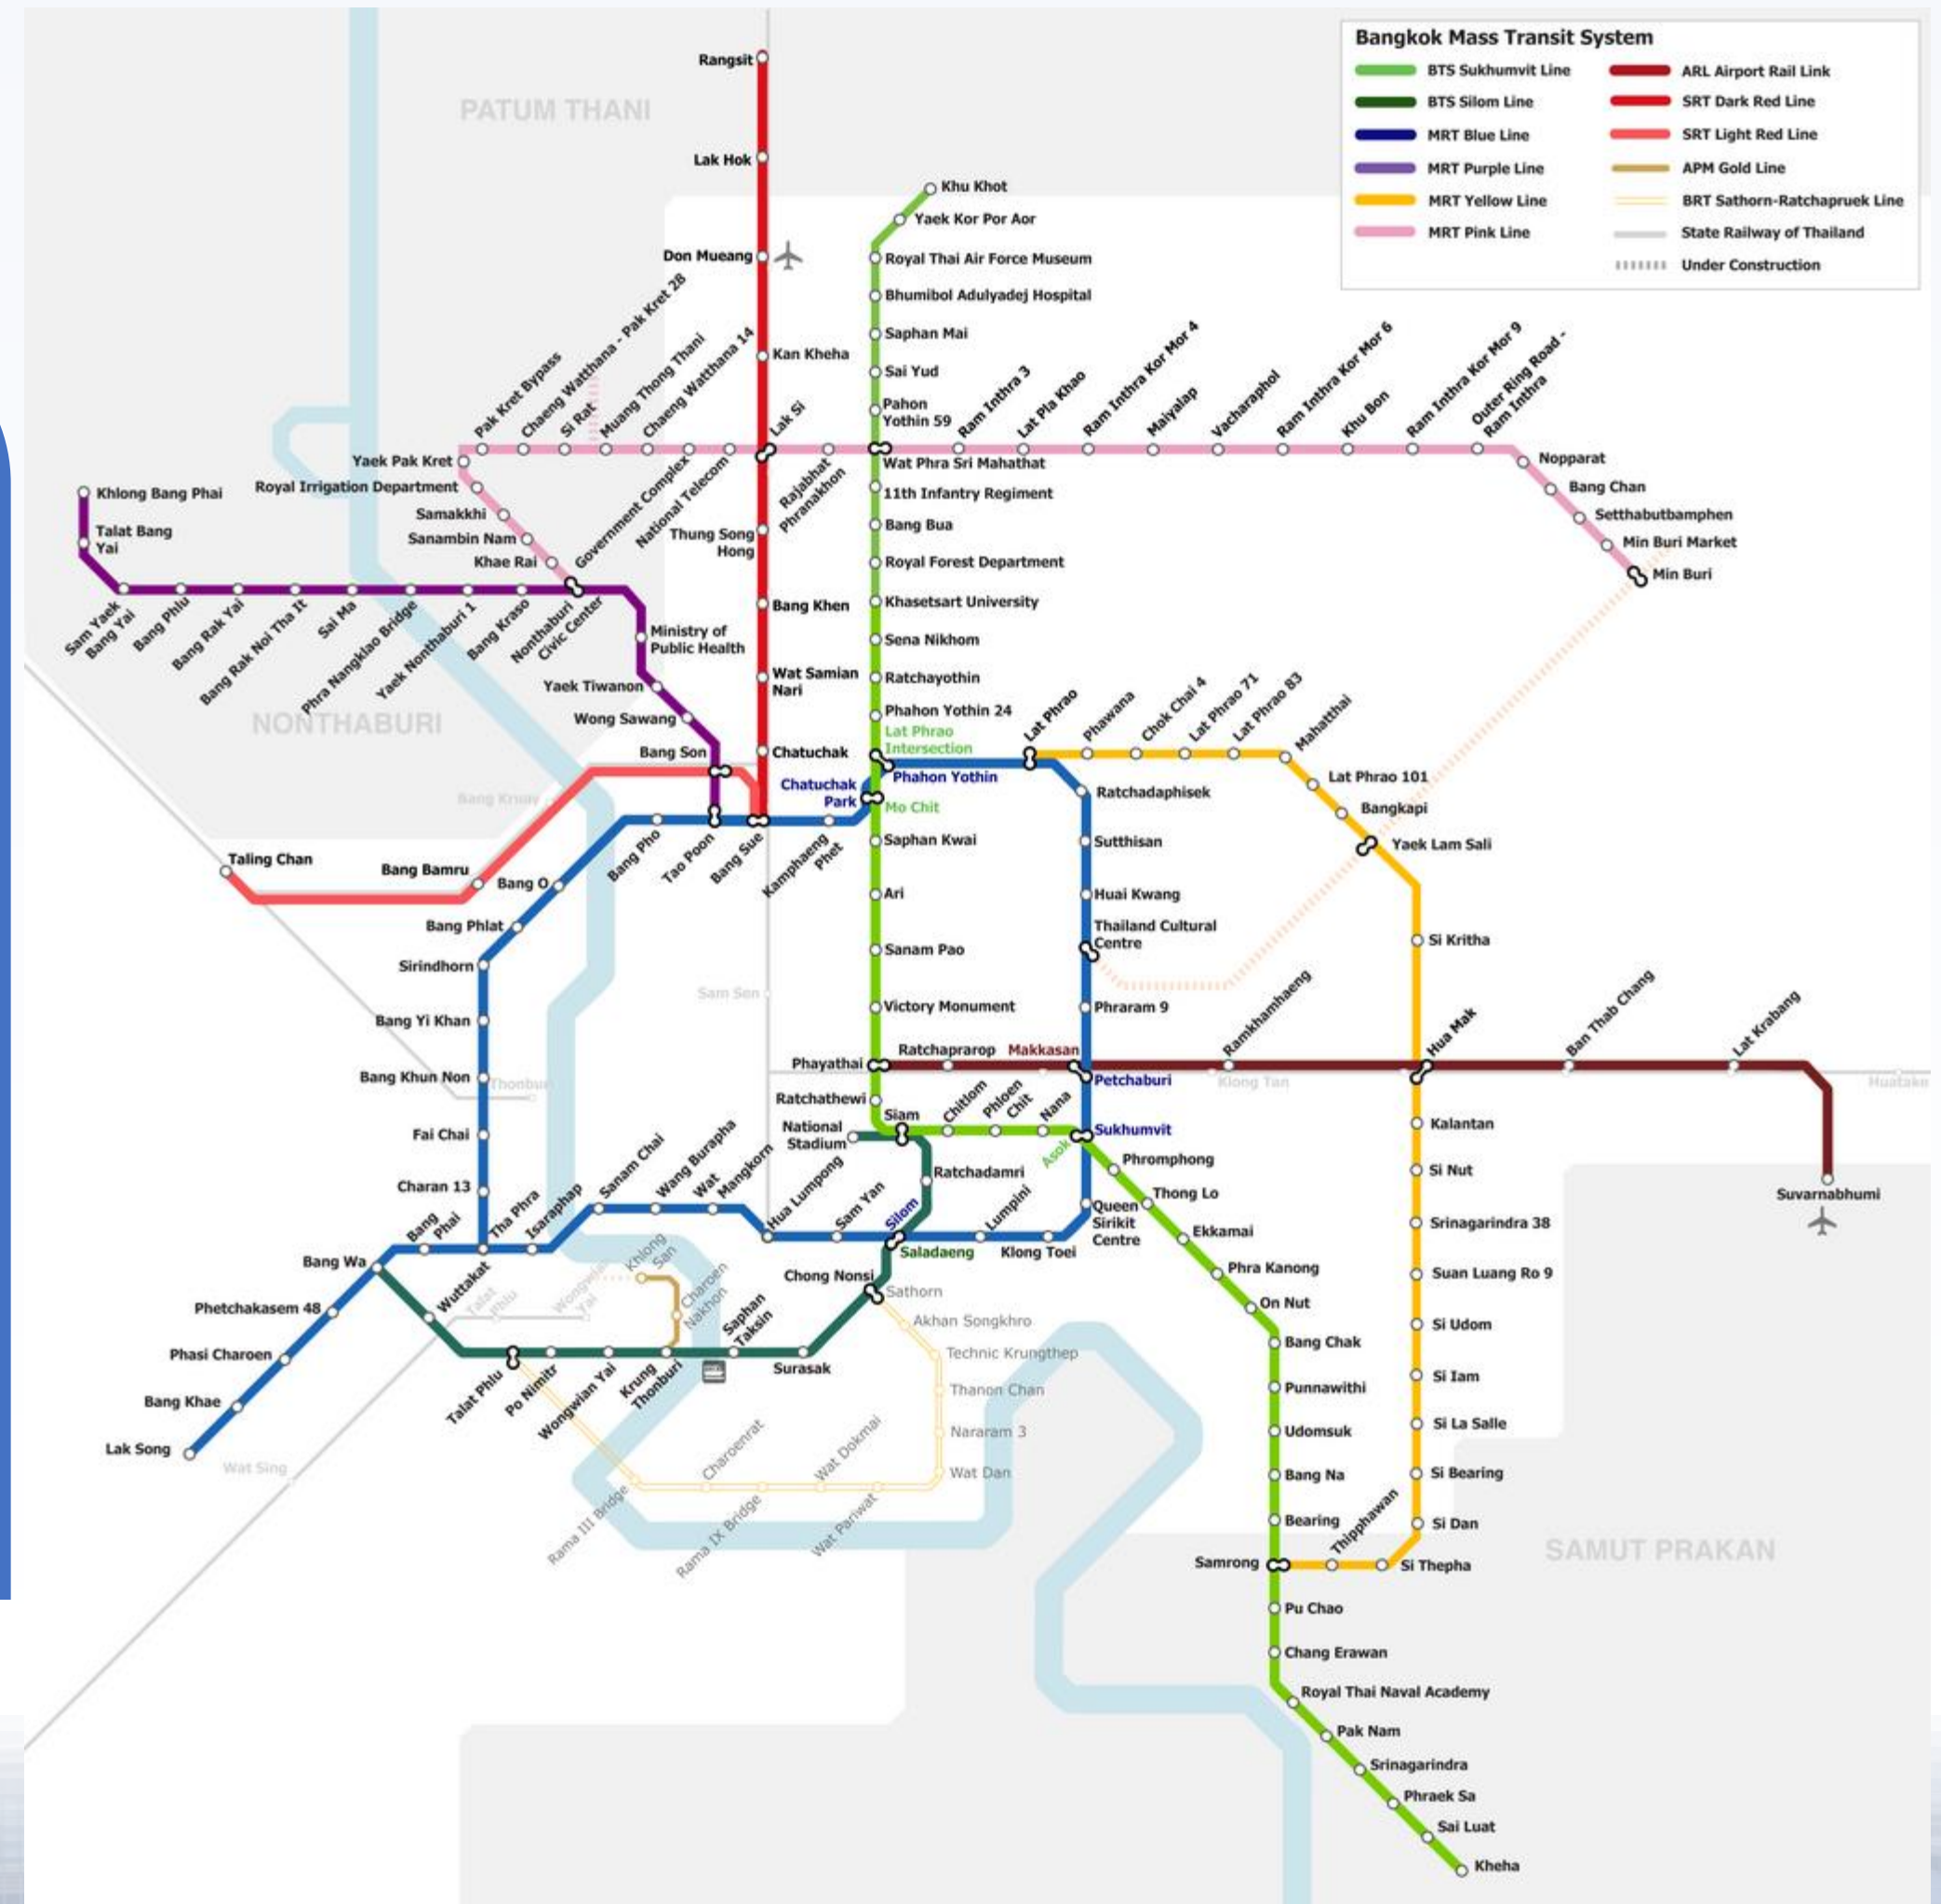 Bangkok Mass Transit System
BTS Sukhumvit Line
BTS Silom Line
MRT Blue Line
MRT Purple Line
MRT Yellow Line
MRT Pink Line
ARL Airport Rail Link
SRT Dark Red Line
SRT Light Red Line
APM Gold Line
BRT Sathorn-Ratchapruek Line
State Railway of Thailand
Under Construction
PATUM THANI
NONTHABURI
SAMUT PRAKAN
Rangsit
Lak Hok
Don Mueang
Kan Kheha
Lak Si
Thung Song
Hong
Bang Khen
Wat Samian
Nari
Chatuchak
Khu Khot
Yaek Kor Por Aor
Royal Thai Air Force Museum
Bhumibol Adulyadej Hospital
Saphan Mai
Sai Yud
Pahon
Yothin 59
Wat Phra Sri Mahathat
11th Infantry Regiment
Bang Bua
Royal Forest Department
Khasetsart University
Sena Nikhom
Ratchayothin
Phahon Yothin 24
Lat Phrao
Intersection
Phahon Yothin
Chatuchak
Park
Mo Chit
Saphan Kwai
Ari
Sanam Pao
Victory Monument
Phayathai
Ratchathewi
Siam
National
Stadium
Chitlom
Phloen
Chit
Nana
Asok
Sukhumvit
Phromphong
Thong Lo
Ekkamai
Phra Kanong
On Nut
Bang Chak
Punnawithi
Udomsuk
Bang Na
Bearing
Samrong
Pu Chao
Chang Erawan
Royal Thai Naval Academy
Pak Nam
Srinagarindra
Phraek Sa
Sai Luat
Kheha
Pak Kret Bypass
Chaeng Watthana - Pak Kret 28
Si Rat
Muang Thong Thani
Chaeng Watthana 14
Government Complex
National Telecom
Rajabhat
Phranakhon
Ram Inthra 3
Lat Pla Khao
Ram Inthra Kor Mor 4
Maiyalap
Vacharaphol
Ram Inthra Kor Mor 6
Khu Bon
Ram Inthra Kor Mor 9
Outer Ring Road -
Ram Inthra
Nopparat
Bang Chan
Setthabutbamphen
Min Buri Market
Min Buri
Yaek Pak Kret
Royal Irrigation Department
Samakkhi
Sanambin Nam
Khae Rai
Khlong Bang Phai
Talat Bang
Yai
Sam Yaek
Bang Yai
Bang Phlu
Bang Rak Yai
Bang Rak Noi Tha It
Sai Ma
Phra Nangklao Bridge
Yaek Nonthaburi 1
Bang Kraso
Nonthaburi
Civic Center
Ministry of
Public Health
Yaek Tiwanon
Wong Sawang
Bang Son
Tao Poon
Bang Sue
Kamphaeng
Phet
Bang Pho
Bang O
Bang Phlat
Sirindhorn
Bang Yi Khan
Bang Khun Non
Fai Chai
Charan 13
Tha Phra
Bang
Phai
Bang Wa
Phetchakasem 48
Phasi Charoen
Bang Khae
Lak Song
Isaraphap
Sanam Chai
Wang Burapha
Wat
Mangkorn
Hua Lumpong
Sam Yan
Silom
Lumpini
Klong Toei
Queen
Sirikit
Centre
Petchaburi
Phraram 9
Thailand Cultural
Centre
Huai Kwang
Sutthisan
Ratchadaphisek
Lat Phrao
Phawana
Chok Chai 4
Lat Phrao 71
Lat Phrao 83
Mahatthai
Lat Phrao 101
Bangkapi
Yaek Lam Sali
Si Kritha
Hua Mak
Kalantan
Si Nut
Srinagarindra 38
Suan Luang Ro 9
Si Udom
Si Iam
Si La Salle
Si Bearing
Si Dan
Si Thepha
Thipphawan
Ratchaprarop
Makkasan
Ramkhamhaeng
Ban Thab Chang
Lat Krabang
Suvarnabhumi
Klong Tan
Huatake
Taling Chan
Bang Bamru
Bang Kruay
Sam Sen
Thonburi
Ratchadamri
Saladaeng
Chong Nonsi
Surasak
Saphan
Taksin
Krung
Thonburi
Wongwian Yai
Po Nimitr
Talat Phlu
Wuttakat
Talat
Phlu
Wongwian
Yai
Khlong
San
Charoen
Nakhon
Wat Sing
Sathorn
Akhan Songkhro
Technic Krungthep
Thanon Chan
Nararam 3
Wat Dan
Wat Pariwat
Wat Dokmai
Rama IX Bridge
Charoenrat
Rama III Bridge